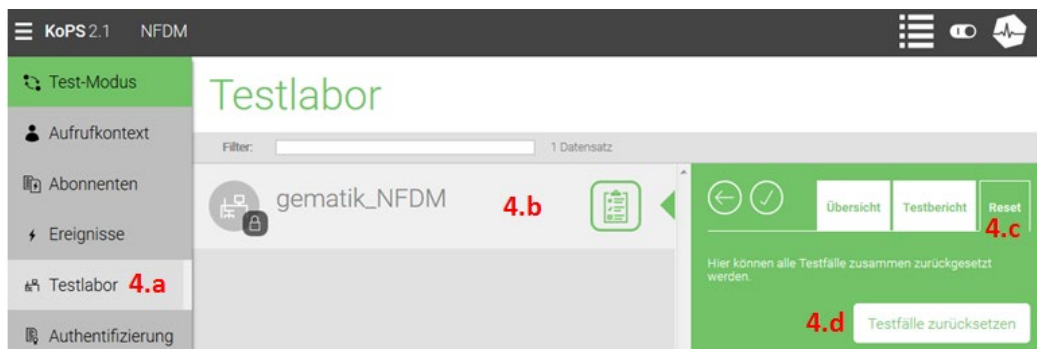 KoPS 2.1 NFDM
Test-Modus
Aufrufkontext
Abonnenten
Ereignisse
Testlabor 4.a
Authentifizierung
Testlabor
Filter: 1 Datensatz
gematik_NFDM 4.b
Übersicht Testbericht Reset
4.c
Hier können alle Testfälle zusammen zurückgesetzt
werden.
4.d Testfälle zurücksetzen